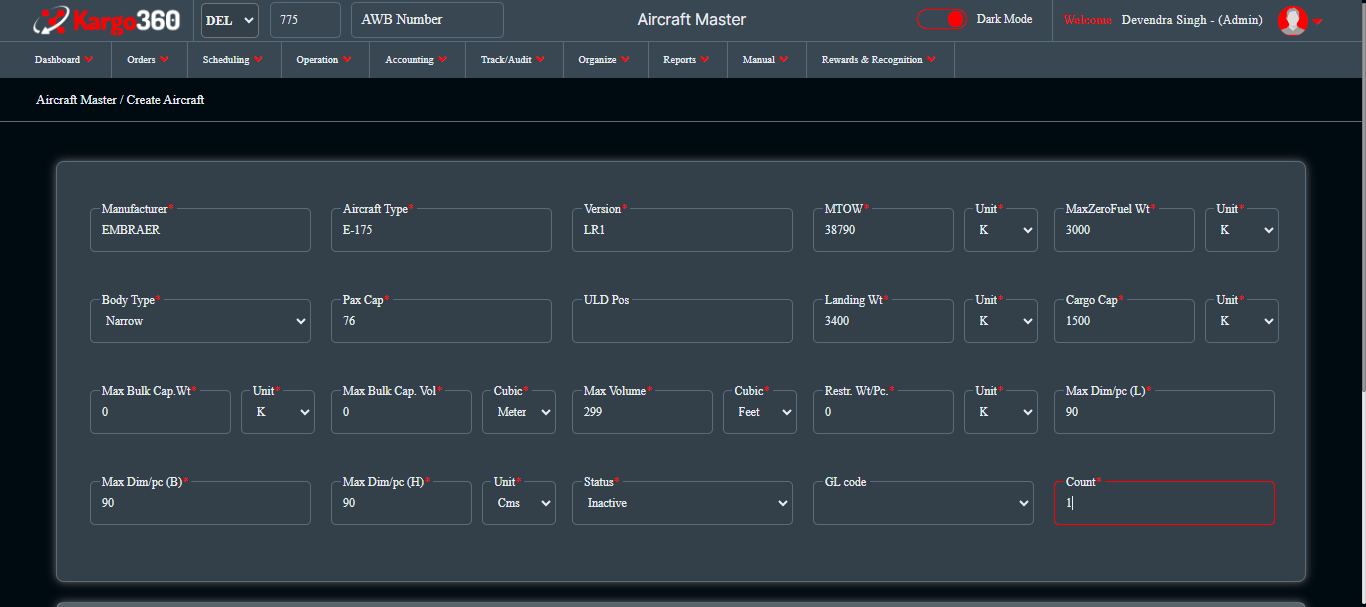 Kargo360 DEL 775 AWB Number Aircraft Master Dark Mode Welcome Devendra Singh - (Admin)
Dashboard Orders Scheduling Operation Accounting Track/Audit Organize Reports Manual Rewards & Recognition
Aircraft Master / Create Aircraft
Manufacturer* Aircraft Type* Version* MTOW* Unit* MaxZeroFuel Wt* Unit*
EMBRAER E-175 LR1 38790 K 3000 K
Body Type* Pax Cap* ULD Pos Landing Wt* Unit* Cargo Cap* Unit*
Narrow 76 3400 K 1500 K
Max Bulk Cap.Wt* Unit* Max Bulk Cap. Vol* Cubic* Max Volume* Cubic* Restr. Wt/Pc.* Unit* Max Dim/pc (L)*
0 K 0 Meter 299 Feet 0 K 90
Max Dim/pc (B)* Max Dim/pc (H)* Unit* Status* GL code Count*
90 90 Cms Inactive 1